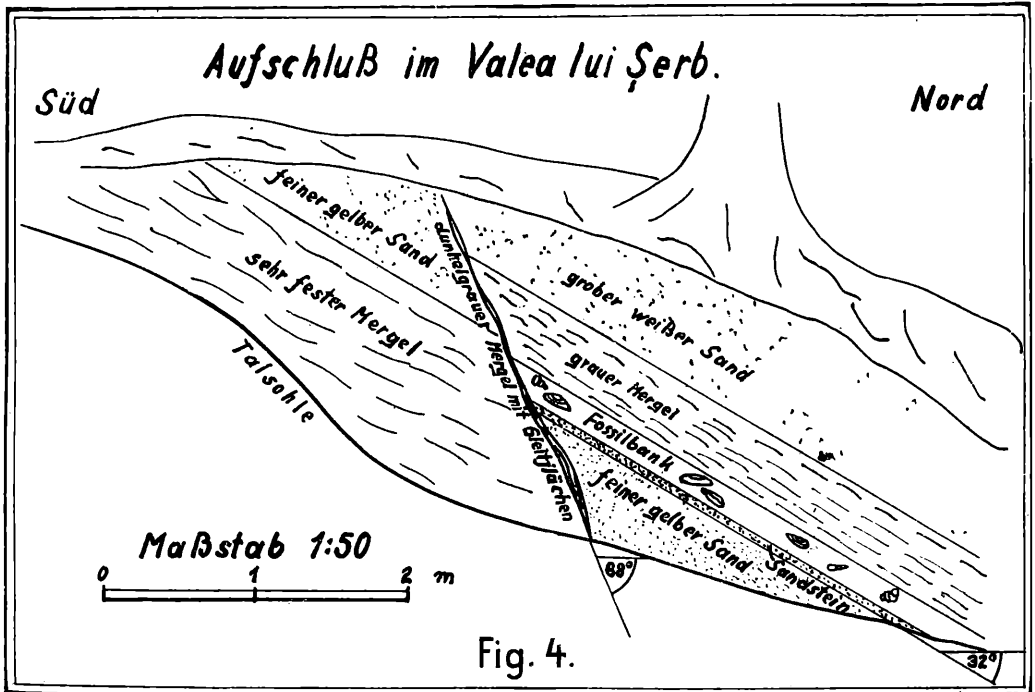 Aufschluß im Valea lui Șerb.
Süd
Nord
feiner gelber Sand
dunkelgrauer Mergel mit Gleitflächen
grober weißer Sand
sehr fester Mergel
grauer Mergel
Talsohle
Fossilbank
feiner gelber Sand
Sandstein
Maßstab 1:50
0 1 2 m
68°
32°
Fig. 4.